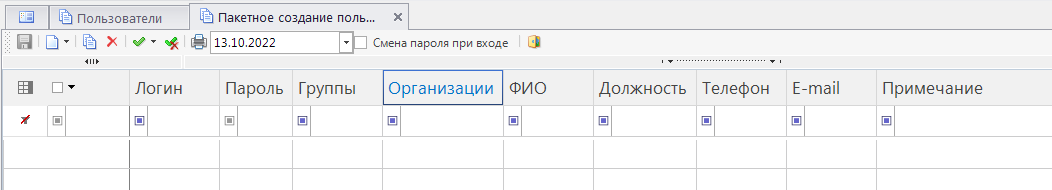 Пользователи
Пакетное создание поль...
13.10.2022 Смена пароля при входе
Логин Пароль Группы Организации ФИО Должность Телефон E-mail Примечание